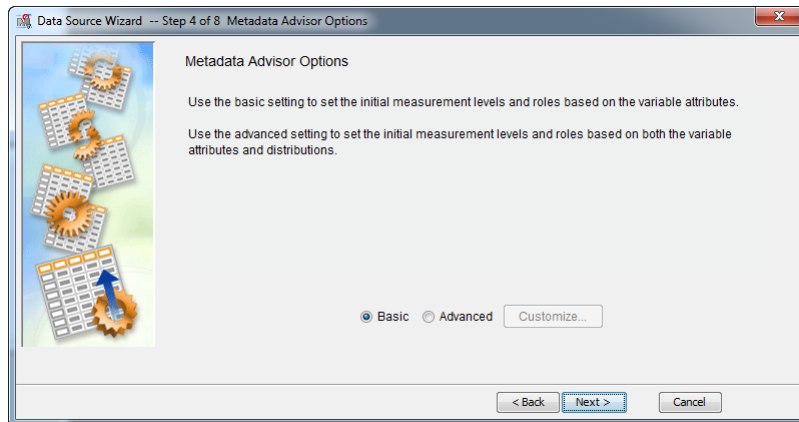 Data Source Wizard -- Step 4 of 8 Metadata Advisor Options
Metadata Advisor Options
Use the basic setting to set the initial measurement levels and roles based on the variable attributes.
Use the advanced setting to set the initial measurement levels and roles based on both the variable
attributes and distributions.
Basic Advanced Customize...
< Back Next > Cancel